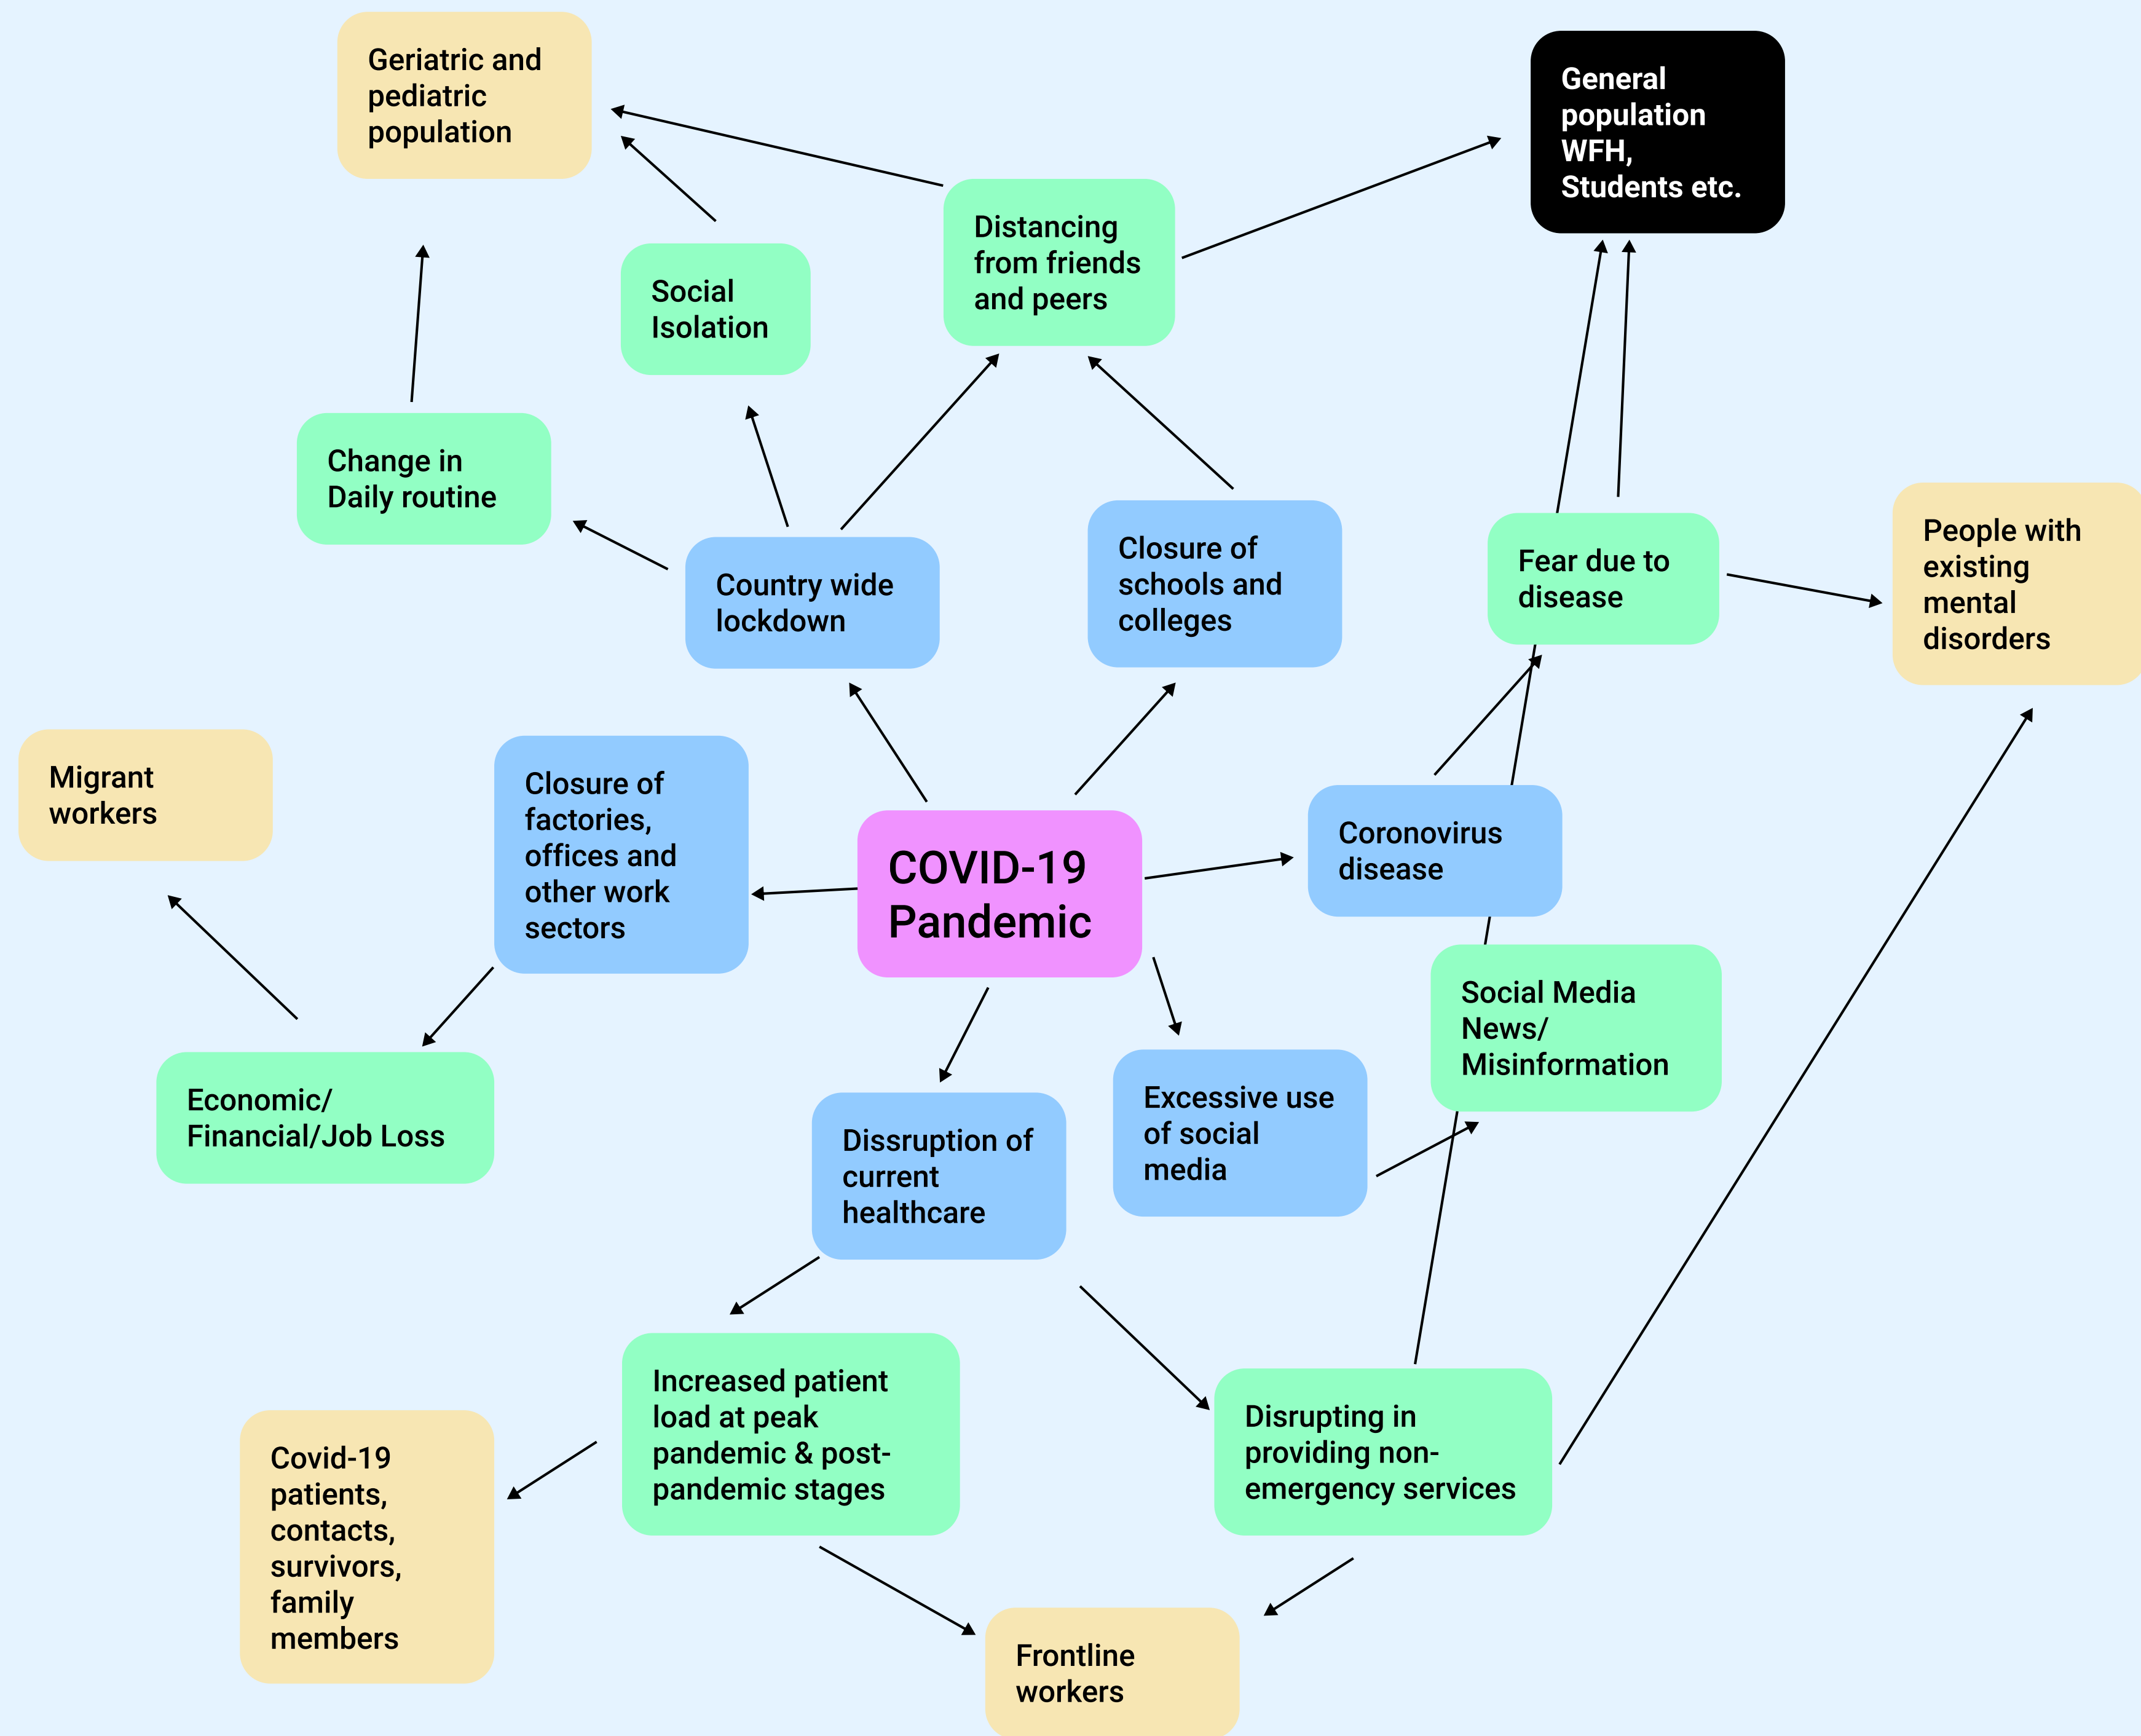 Geriatric and
pediatric
population
General
population
WFH,
Students etc.
Distancing
from friends
and peers
Social
Isolation
Change in
Daily routine
Country wide
lockdown
Closure of
schools and
colleges
Fear due to
disease
People with
existing
mental
disorders
Migrant
workers
Closure of
factories,
offices and
other work
sectors
COVID-19
Pandemic
Coronovirus
disease
Social Media
News/
Misinformation
Economic/
Financial/Job Loss
Dissruption of
current
healthcare
Excessive use
of social
media
Increased patient
load at peak
pandemic & post-
pandemic stages
Disrupting in
providing non-
emergency services
Covid-19
patients,
contacts,
survivors,
family
members
Frontline
workers